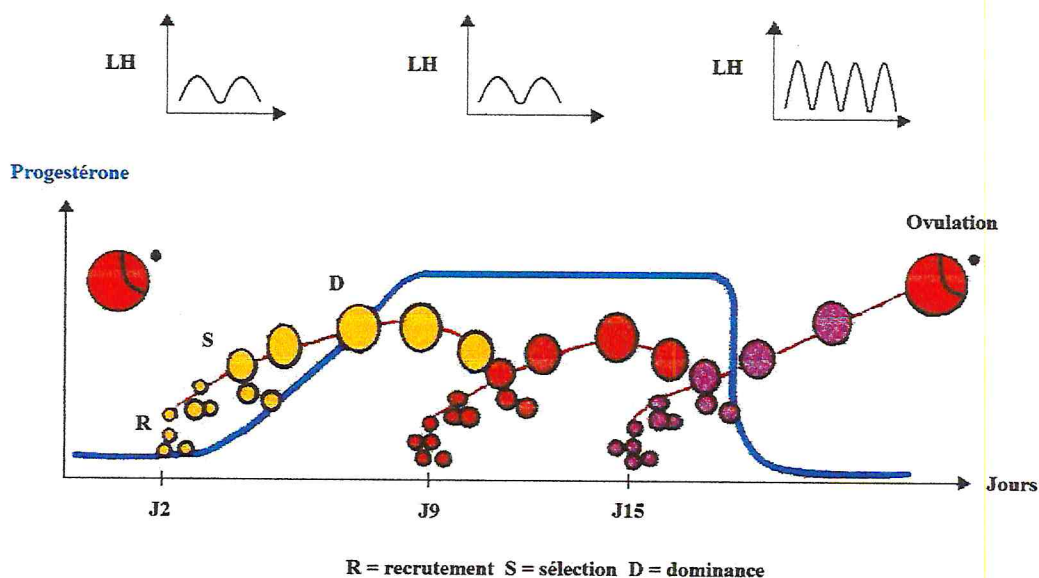 LH
LH
LH
Progestérone
Ovulation
D
S
R
Jours
J2
J9
J15
R = recrutement S = sélection D = dominance